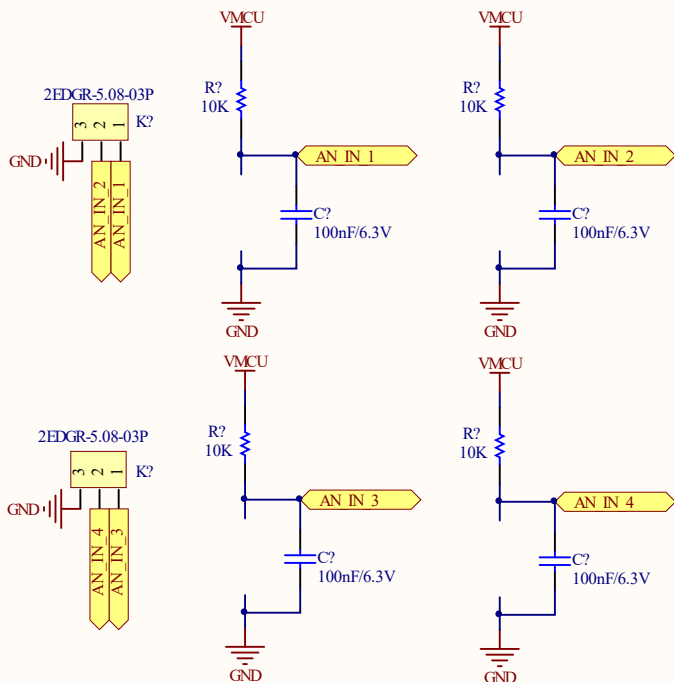 VMCU
VMCU
2EDGR-5.08-03P
3 2 1
K?
GND
AN_IN_2
AN_IN_1
R?
10K
AN_IN_1
C?
100nF/6.3V
GND
R?
10K
AN_IN_2
C?
100nF/6.3V
GND
VMCU
VMCU
2EDGR-5.08-03P
3 2 1
K?
GND
AN_IN_4
AN_IN_3
R?
10K
AN_IN_3
C?
100nF/6.3V
GND
R?
10K
AN_IN_4
C?
100nF/6.3V
GND